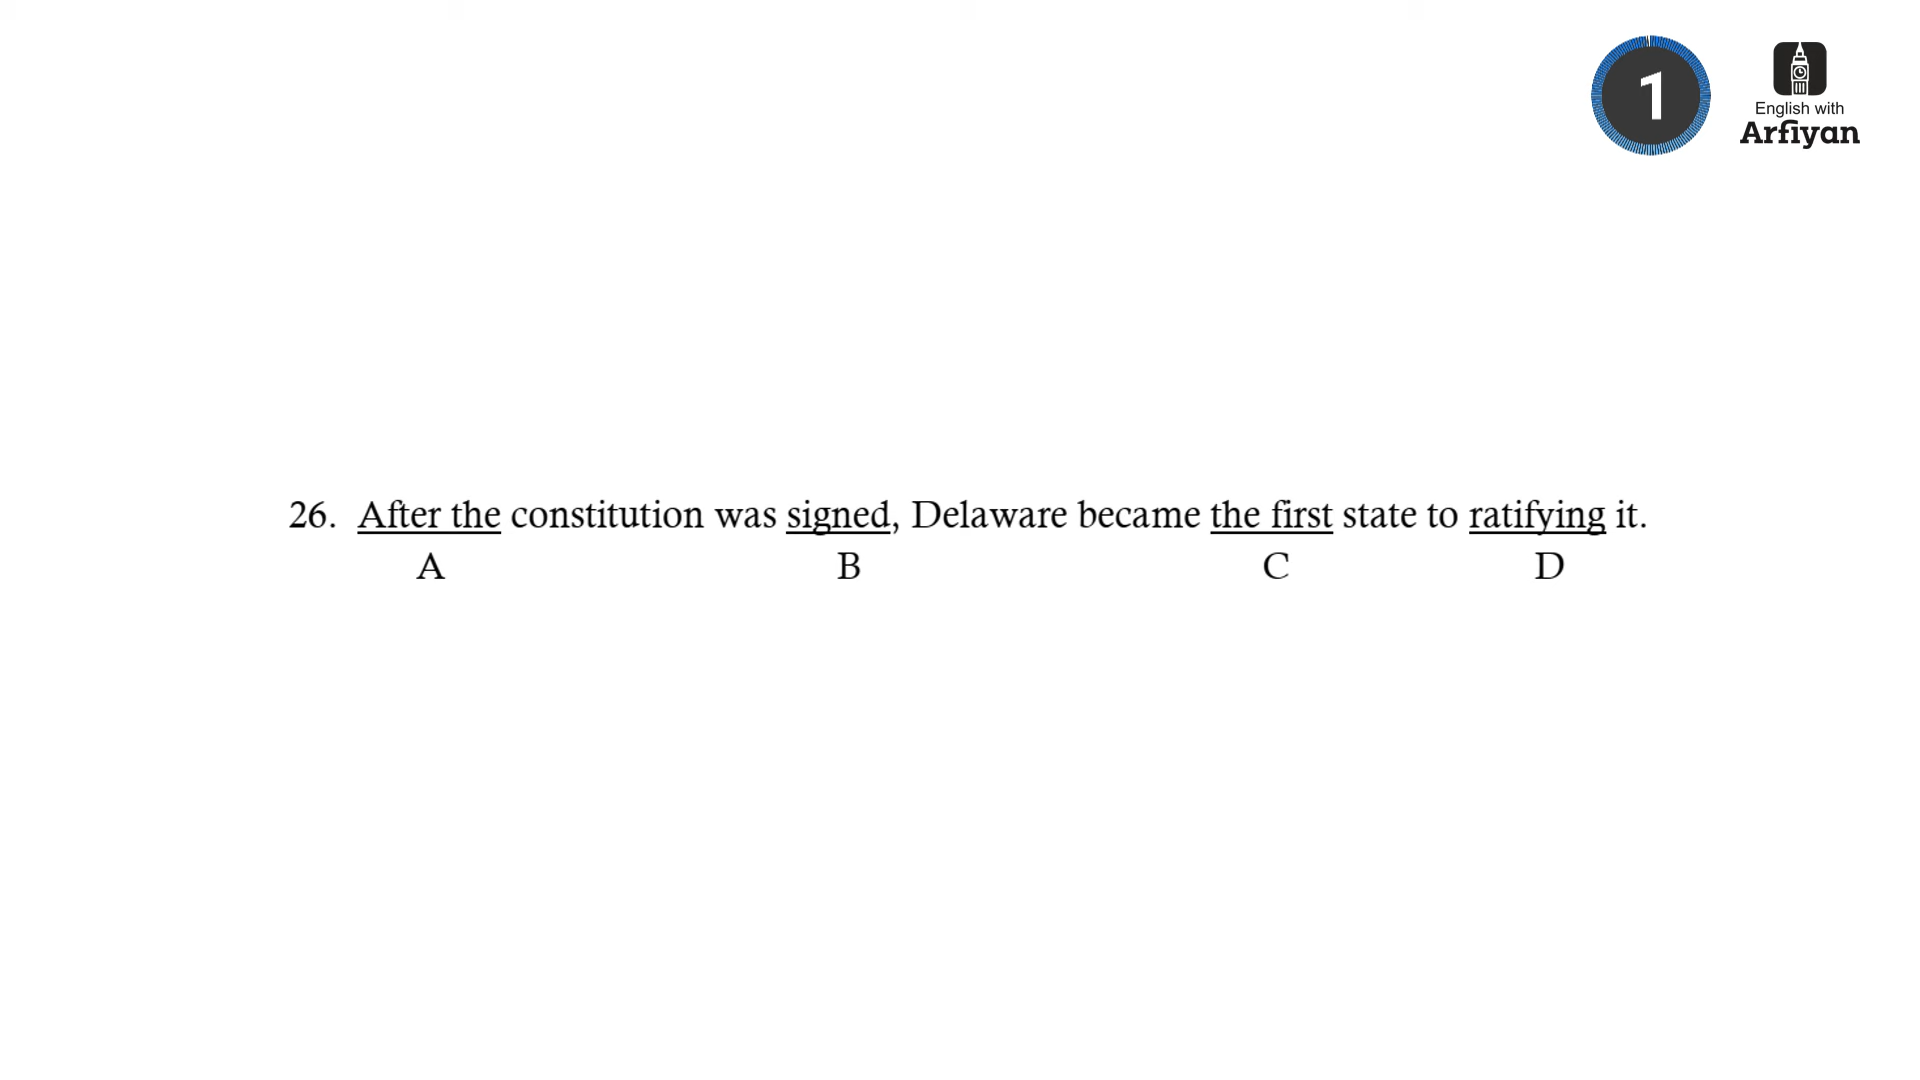 1
English with
Arfiyan
26. After the constitution was signed, Delaware became the first state to ratifying it.
A B C D